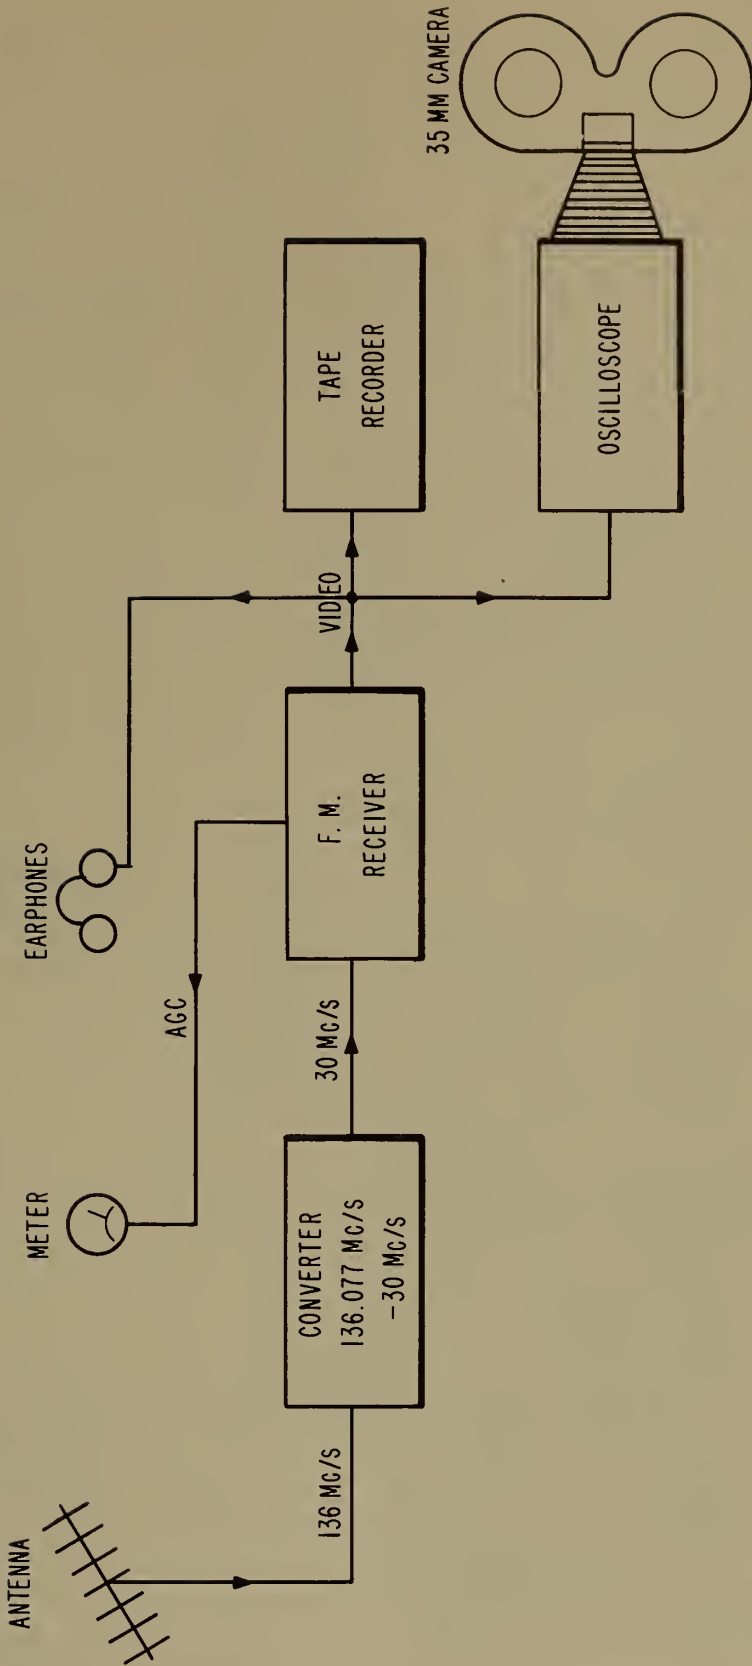 ANTENNA
METER
EARPHONES
35 MM CAMERA
AGC
136 Mc/s
CONVERTER
136.077 Mc/s
-30 Mc/s
30 Mc/s
F. M.
RECEIVER
VIDEO
TAPE
RECORDER
OSCILLOSCOPE